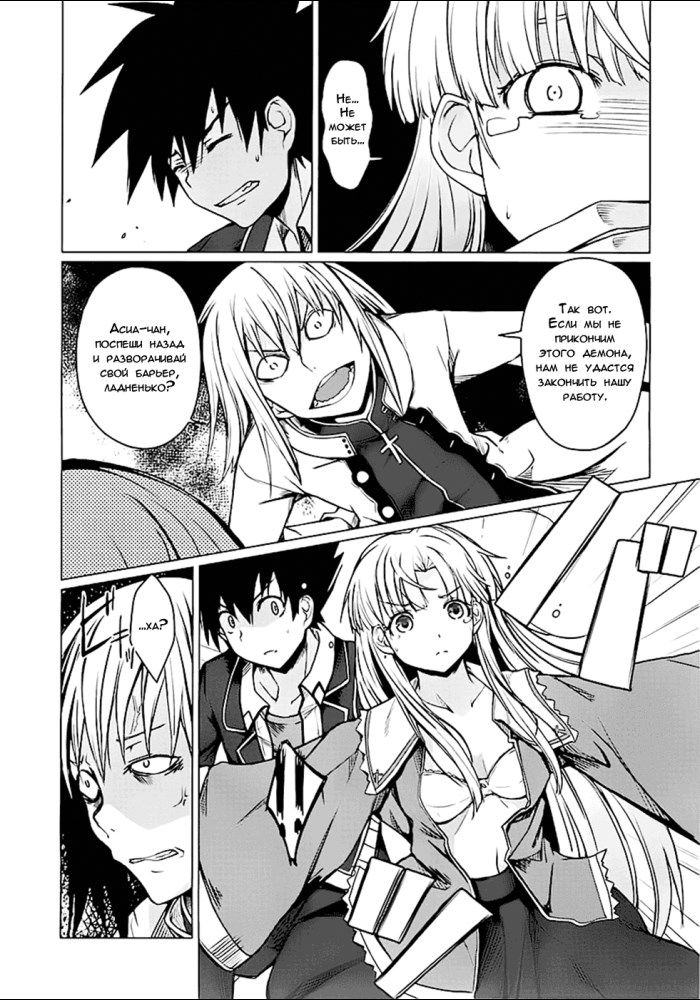 Не...
Не
может
быть...
Так вот.
Если мы не
прикончим
этого демона,
нам не удастся
закончить нашу
работу.
Асиа-чан,
поспеши назад
и разворачивай
свой барьер,
ладненько?
...ха?